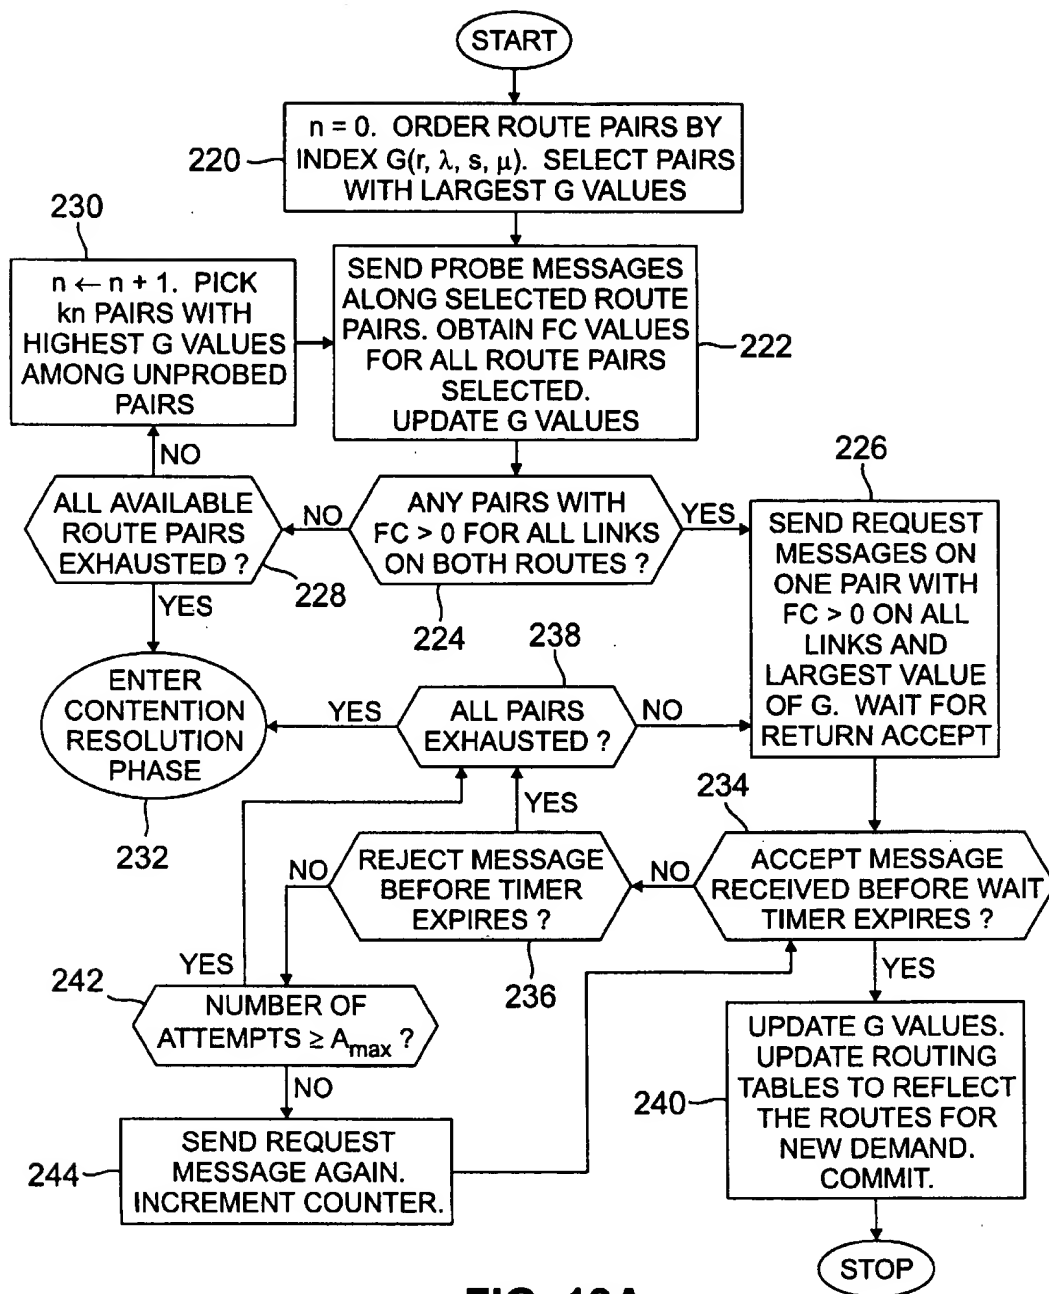 START
n = 0. ORDER ROUTE PAIRS BY
INDEX G(r, λ, s, μ). SELECT PAIRS
WITH LARGEST G VALUES
220
230
n ← n + 1. PICK
kn PAIRS WITH
HIGHEST G VALUES
AMONG UNPROBED
PAIRS
SEND PROBE MESSAGES
ALONG SELECTED ROUTE
PAIRS. OBTAIN FC VALUES
FOR ALL ROUTE PAIRS
SELECTED.
UPDATE G VALUES
222
NO
ALL AVAILABLE
ROUTE PAIRS
EXHAUSTED ?
228
NO
ANY PAIRS WITH
FC > 0 FOR ALL LINKS
ON BOTH ROUTES ?
224
YES
226
SEND REQUEST
MESSAGES ON
ONE PAIR WITH
FC > 0 ON ALL
LINKS AND
LARGEST VALUE
OF G. WAIT FOR
RETURN ACCEPT
YES
ENTER
CONTENTION
RESOLUTION
PHASE
232
YES
238
ALL PAIRS
EXHAUSTED ?
NO
YES
234
ACCEPT MESSAGE
RECEIVED BEFORE WAIT
TIMER EXPIRES ?
NO
REJECT MESSAGE
BEFORE TIMER
EXPIRES ?
236
NO
YES
YES
242
NUMBER OF
ATTEMPTS ≥ Amax ?
NO
244
SEND REQUEST
MESSAGE AGAIN.
INCREMENT COUNTER.
UPDATE G VALUES.
UPDATE ROUTING
TABLES TO REFLECT
THE ROUTES FOR
NEW DEMAND.
COMMIT.
240
STOP